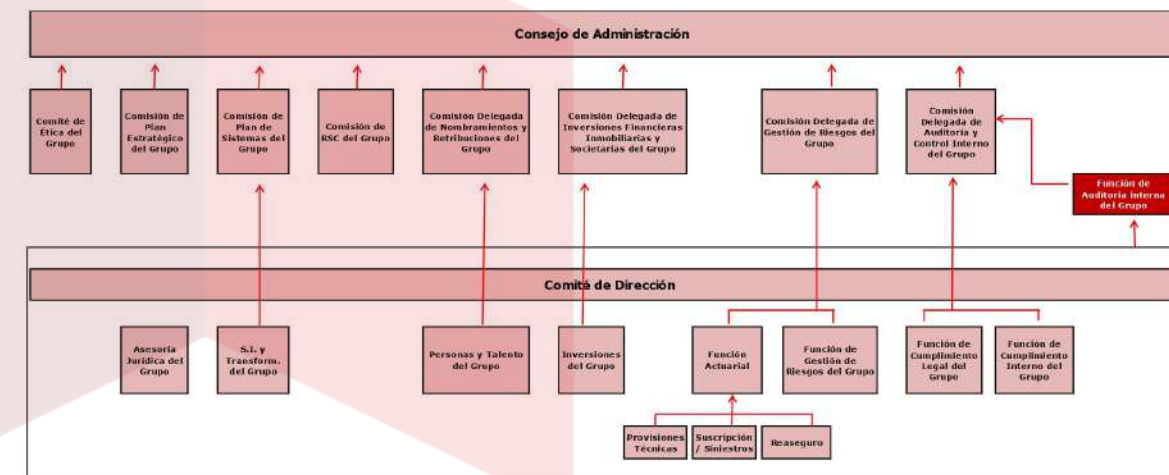 Consejo de Administración
Comité de
Ética del
Grupo
Comisión de
Plan
Estratégico
del Grupo
Comisión de
Plan de
Sistemas del
Grupo
Comisión de
RSC del Grupo
Comisión Delegada
de Nombramientos y
Retribuciones del
Grupo
Comisión Delegada de
Inversiones Financieras
Inmobiliarias y
Societarias del Grupo
Comisión Delegada de
Gestión de Riesgos del
Grupo
Comisión
Delegada de
Auditoría y
Control Interno
del Grupo
Función de
Auditoría interna
del Grupo
Comité de Dirección
Asesoría
Jurídica del
Grupo
S.I. y
Transform.
del Grupo
Personas y Talento
del Grupo
Inversiones
del Grupo
Función
Actuarial
Función de
Gestión de
Riesgos del Grupo
Función de
Cumplimiento
Legal del
Grupo
Función de
Cumplimiento
Interno del
Grupo
Provisiones
Técnicas
Suscripción
/ Siniestros
Reaseguro